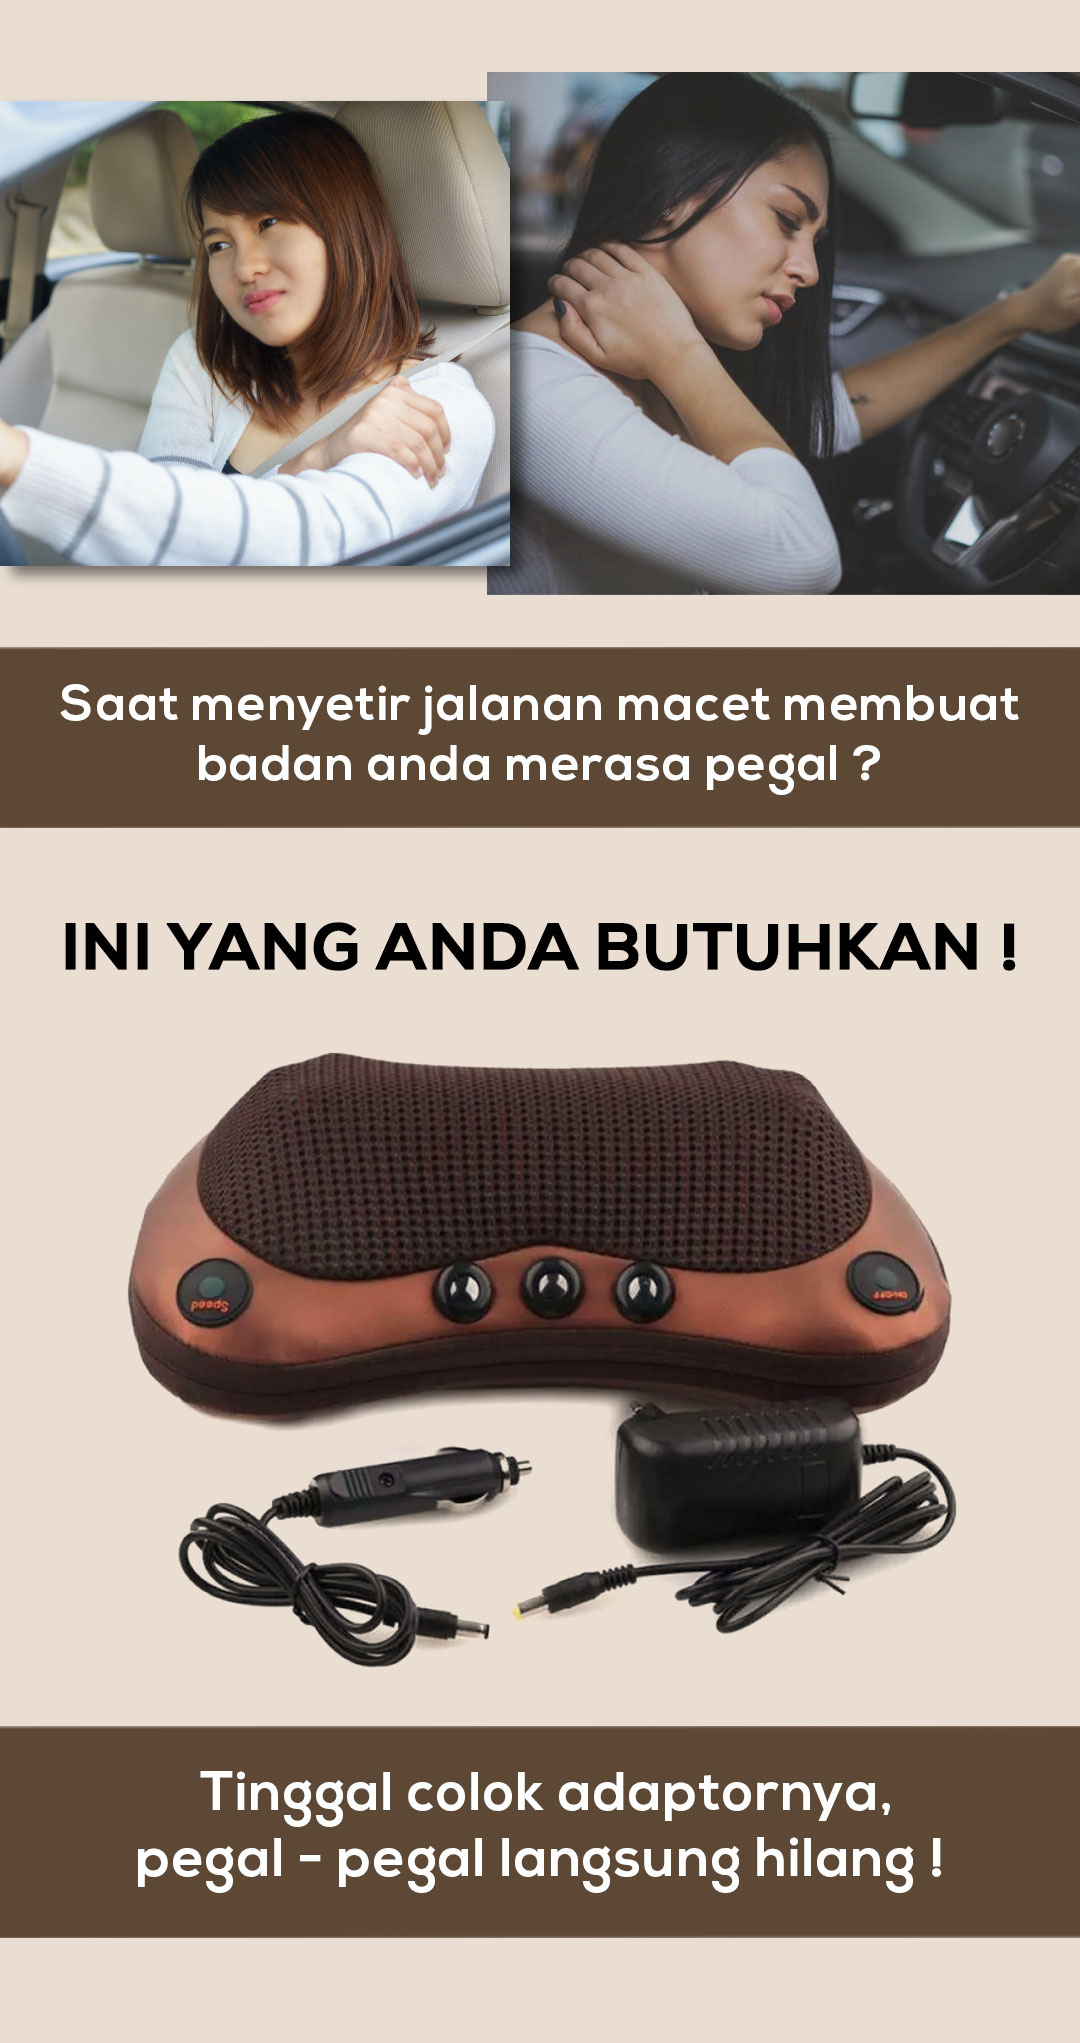 Saat menyetir jalanan macet membuat
badan anda merasa pegal ?
INI YANG ANDA BUTUHKAN !
Speed
ON/OFF
Tinggal colok adaptornya,
pegal - pegal langsung hilang !